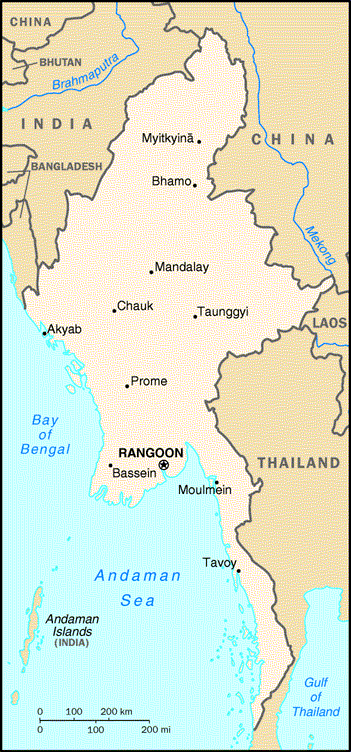 CHINA
BHUTAN
Brahmaputra
INDIA
CHINA
Myitkyinā
BANGLADESH
Bhamo
Mekong
Mandalay
Chauk
Taunggyi
LAOS
Akyab
Prome
Bay
of
Bengal
RANGOON
THAILAND
Bassein
Moulmein
Tavoy
Andaman
Sea
Andaman
Islands
(INDIA)
Gulf
of
Thailand
0 100 200 km
0 100 200 mi